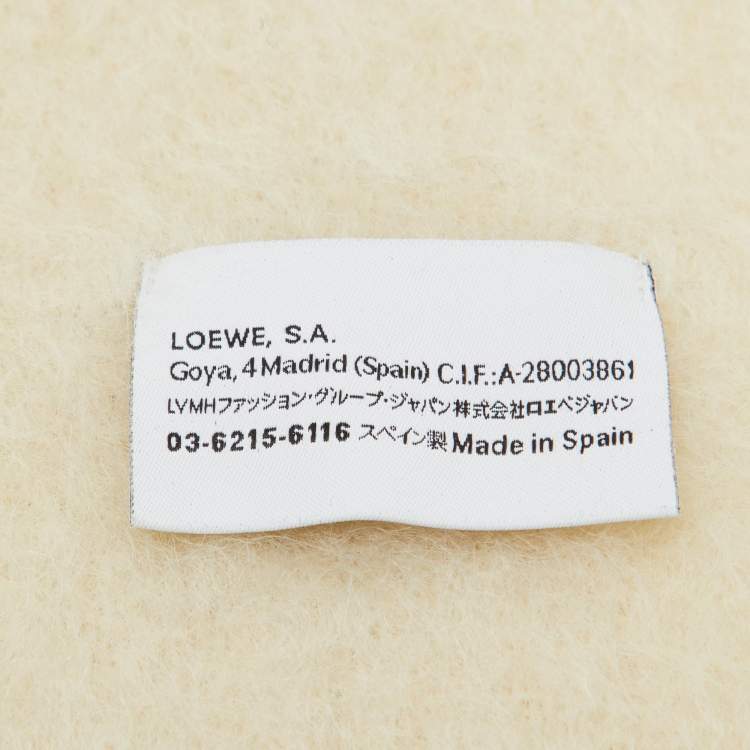 LOEWE, S.A.
Goya, 4 Madrid (Spain) C.I.F.:A-28003861
LVMHファッション・グループ・ジャパン株式会社ロエベジャパン
03-6215-6116 スペイン製 Made in Spain